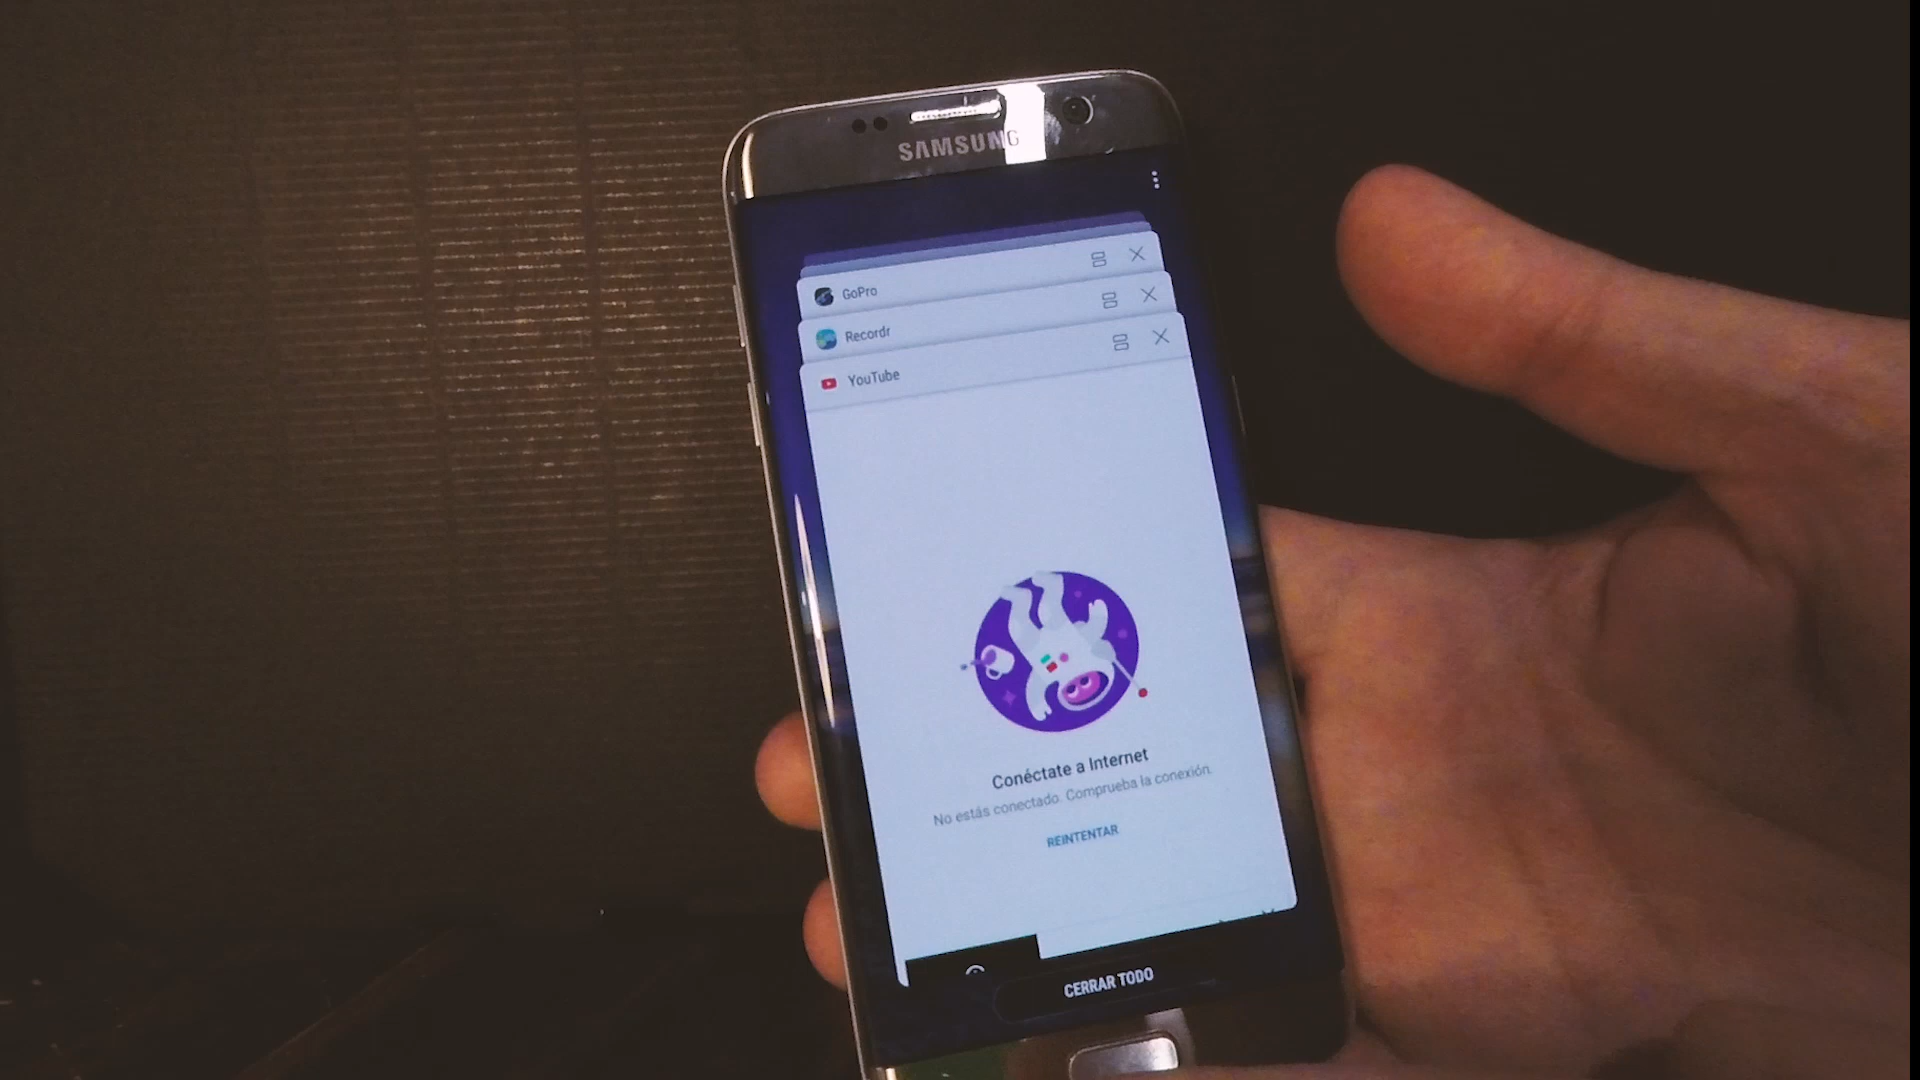 SAMSUNG
GoPro
Recordr
YouTube
Conéctate a Internet
No estás conectado. Comprueba la conexión.
REINTENTAR
CERRAR TODO